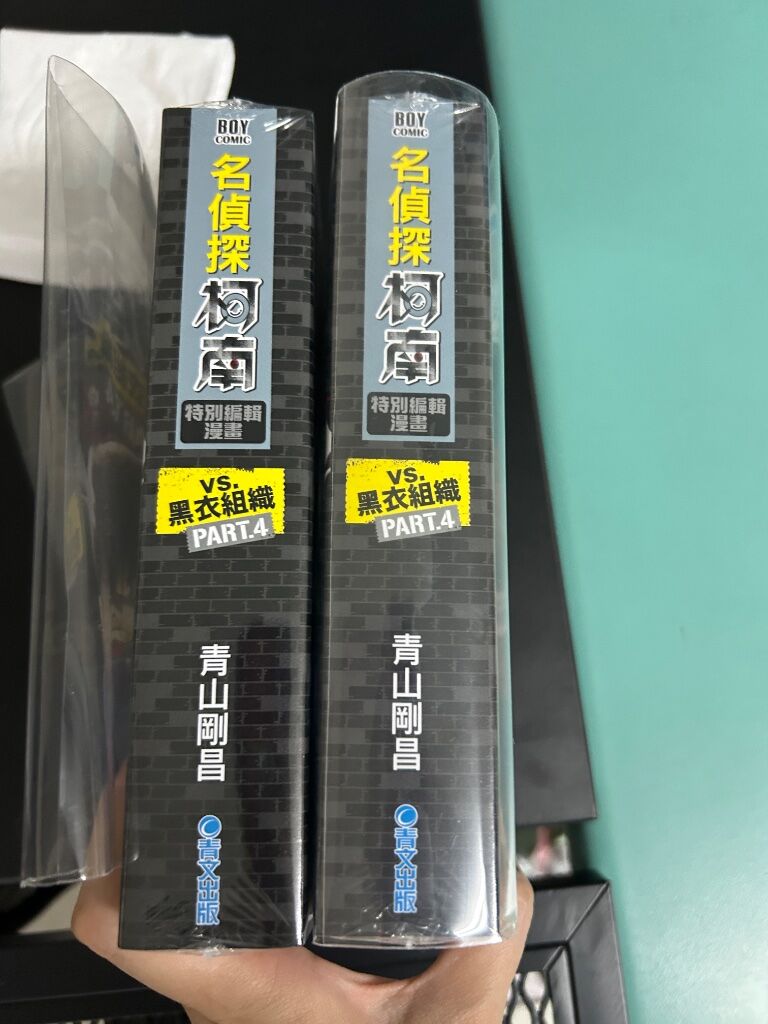 BOY
COMIC
名偵探
柯南
特別編輯
漫畫
vs.
黑衣組織
PART.4
青山剛昌
青文出版
BOY
COMIC
名偵探
柯南
特別編輯
漫畫
vs.
黑衣組織
PART.4
青山剛昌
青文出版